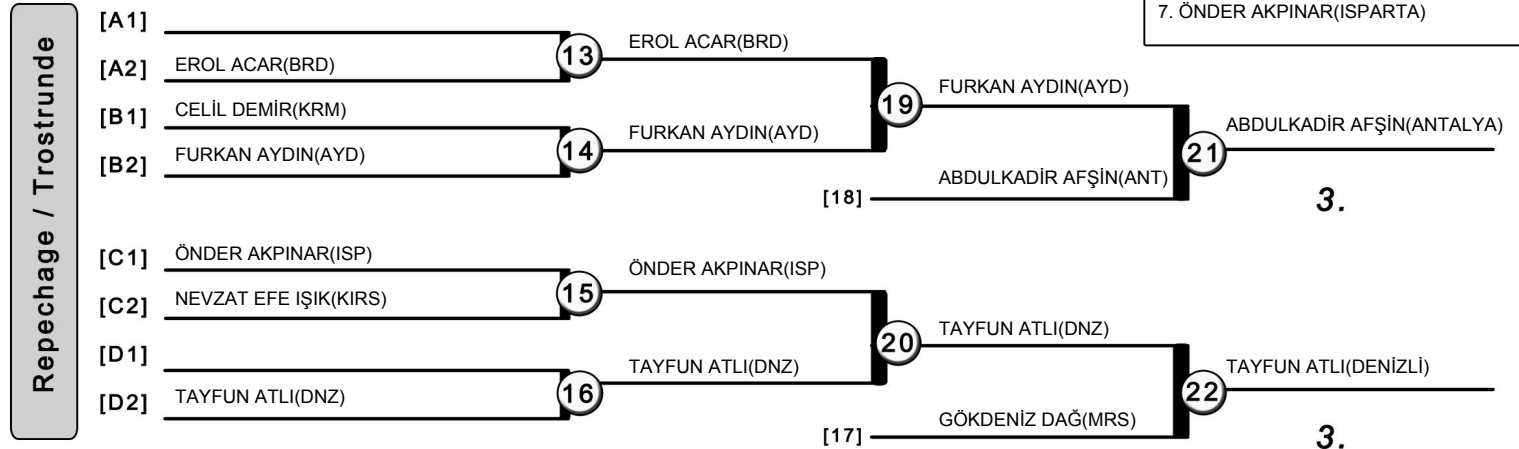 7. ÖNDER AKPINAR(ISPARTA)
Repechage / Trostrunde
[A1]
[A2] EROL ACAR(BRD)
13
EROL ACAR(BRD)
[B1] CELİL DEMİR(KRM)
[B2] FURKAN AYDIN(AYD)
14
FURKAN AYDIN(AYD)
19
FURKAN AYDIN(AYD)
[18] ABDULKADİR AFŞİN(ANT)
21
ABDULKADİR AFŞİN(ANTALYA)
3.
[C1] ÖNDER AKPINAR(ISP)
[C2] NEVZAT EFE IŞIK(KIRS)
15
ÖNDER AKPINAR(ISP)
[D1]
[D2] TAYFUN ATLI(DNZ)
16
TAYFUN ATLI(DNZ)
20
TAYFUN ATLI(DNZ)
[17] GÖKDENİZ DAĞ(MRS)
22
TAYFUN ATLI(DENİZLİ)
3.